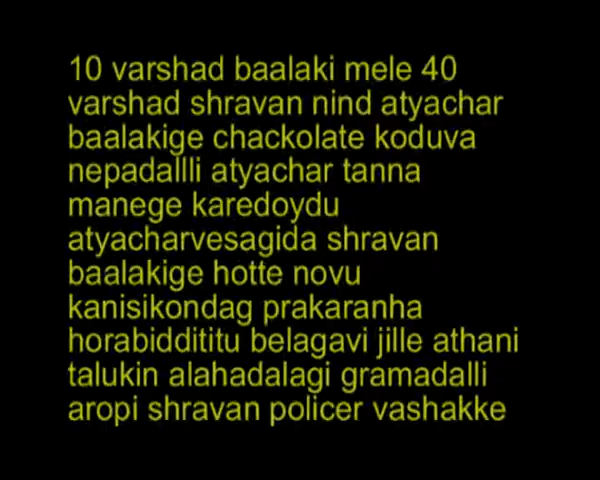 10 varshad baalaki mele 40
varshad shravan nind atyachar
baalakige chackolate koduva
nepadallli atyachar tanna
manege karedoydu
atyacharvesagida shravan
baalakige hotte novu
kanisikondag prakaranha
horabiddititu belagavi jille athani
talukin alahadalagi gramadalli
aropi shravan policer vashakke